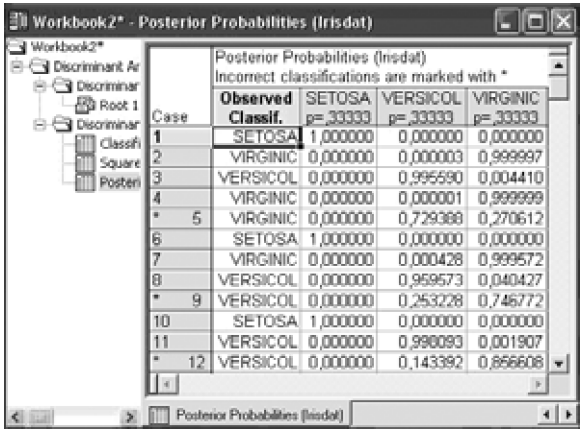 Workbook2* - Posterior Probabilities (Irisdat)
Workbook2*
Discriminant Ar
Discriminar
Root 1
Discriminar
Classifi
Square
Posteri
Posterior Probabilities (Irisdat)
Incorrect classifications are marked with *
Case Observed Classif. SETOSA p=,33333 VERSICOL p=,33333 VIRGINIC p=,33333
1 SETOSA 1,000000 0,000000 0,000000
2 VIRGINIC 0,000000 0,000003 0,999997
3 VERSICOL 0,000000 0,995590 0,004410
4 VIRGINIC 0,000000 0,000001 0,999999
* 5 VIRGINIC 0,000000 0,729388 0,270612
6 SETOSA 1,000000 0,000000 0,000000
7 VIRGINIC 0,000000 0,000428 0,999572
8 VERSICOL 0,000000 0,959573 0,040427
* 9 VERSICOL 0,000000 0,253228 0,746772
10 SETOSA 1,000000 0,000000 0,000000
11 VERSICOL 0,000000 0,998093 0,001907
* 12 VERSICOL 0,000000 0,143392 0,856608
Posterior Probabilities (Irisdat)